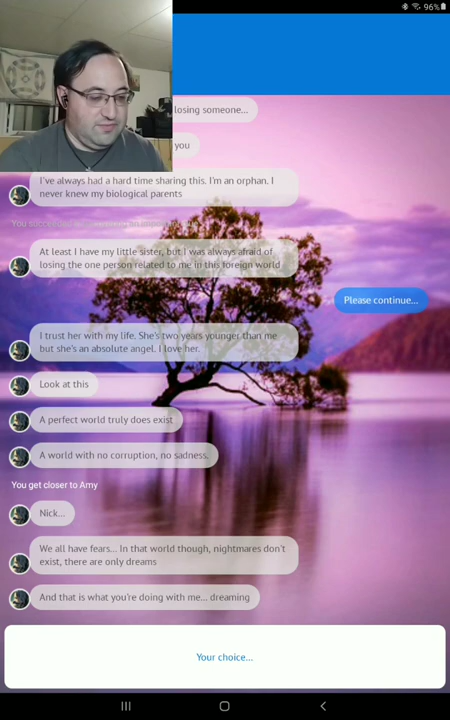 96%
losing someone...
you
I've always had a hard time sharing this. I'm an orphan. I
never knew my biological parents
At least I have my little sister, but I was always afraid of
losing the one person related to me in this foreign world
Please continue...
I trust her with my life. She's two years younger than me
but she's an absolute angel. I love her.
Look at this
A perfect world truly does exist
A world with no corruption, no sadness.
You get closer to Amy
Nick...
We all have fears... In that world though, nightmares don't
exist, there are only dreams
And that is what you're doing with me... dreaming
Your choice...